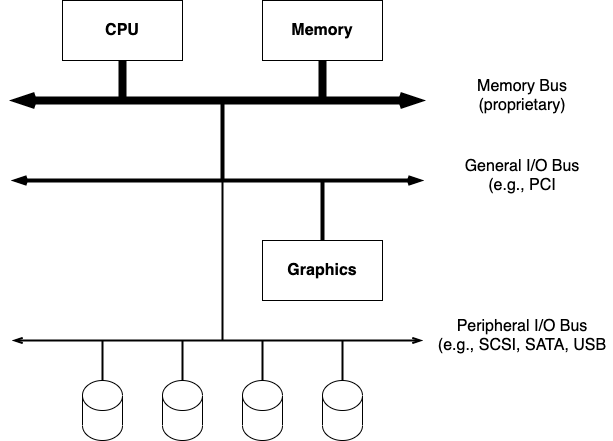 CPU
Memory
Memory Bus
(proprietary)
General I/O Bus
(e.g., PCI
Graphics
Peripheral I/O Bus
(e.g., SCSI, SATA, USB